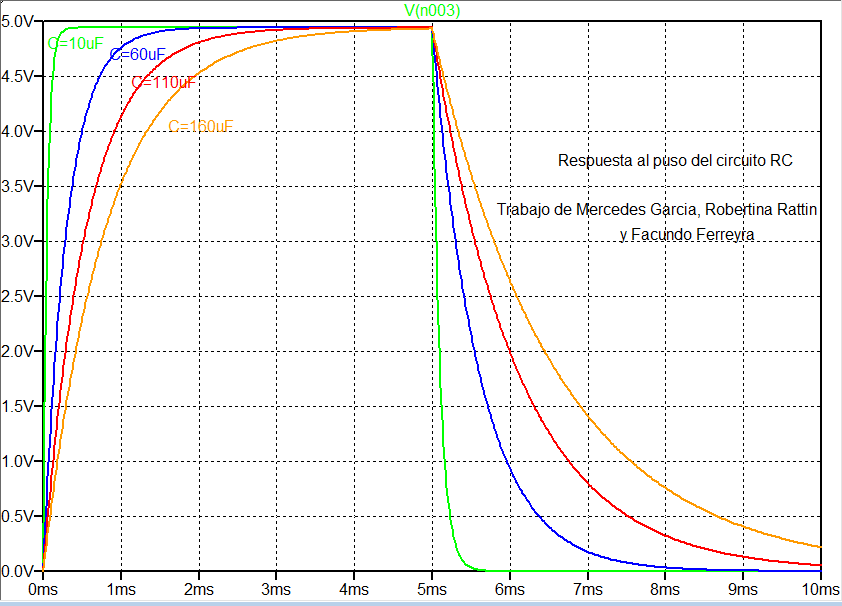 V(n003)
5.0V
4.5V
4.0V
3.5V
3.0V
2.5V
2.0V
1.5V
1.0V
0.5V
0.0V
C=10uF
C=60uF
C=110uF
C=160uF
Respuesta al puso del circuito RC
Trabajo de Mercedes Garcia, Robertina Rattin
y Facundo Ferreyra
0ms 1ms 2ms 3ms 4ms 5ms 6ms 7ms 8ms 9ms 10ms